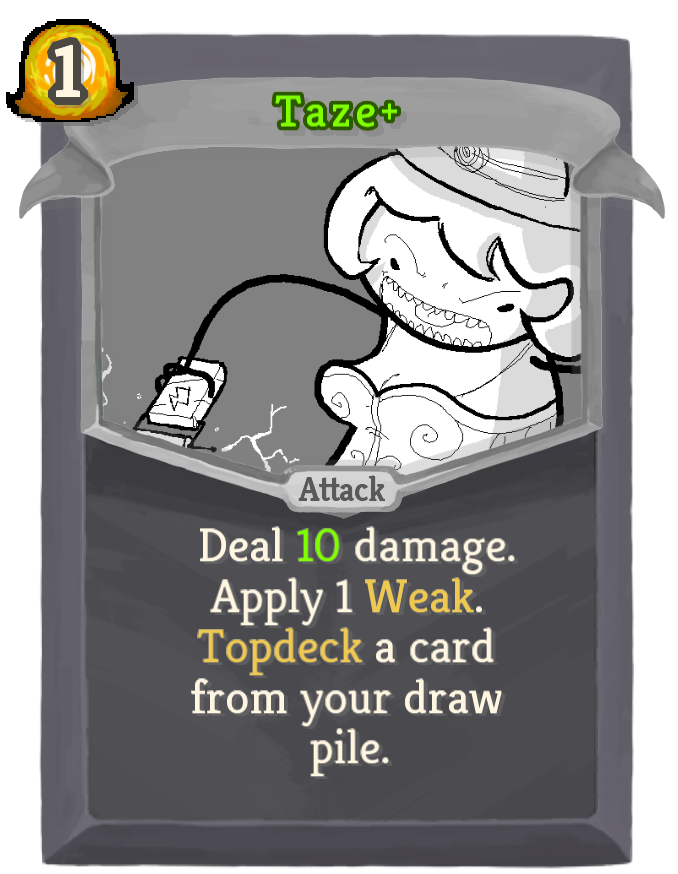 1
Taze+
Attack
Deal 10 damage.
Apply 1 Weak.
Topdeck a card
from your draw
pile.